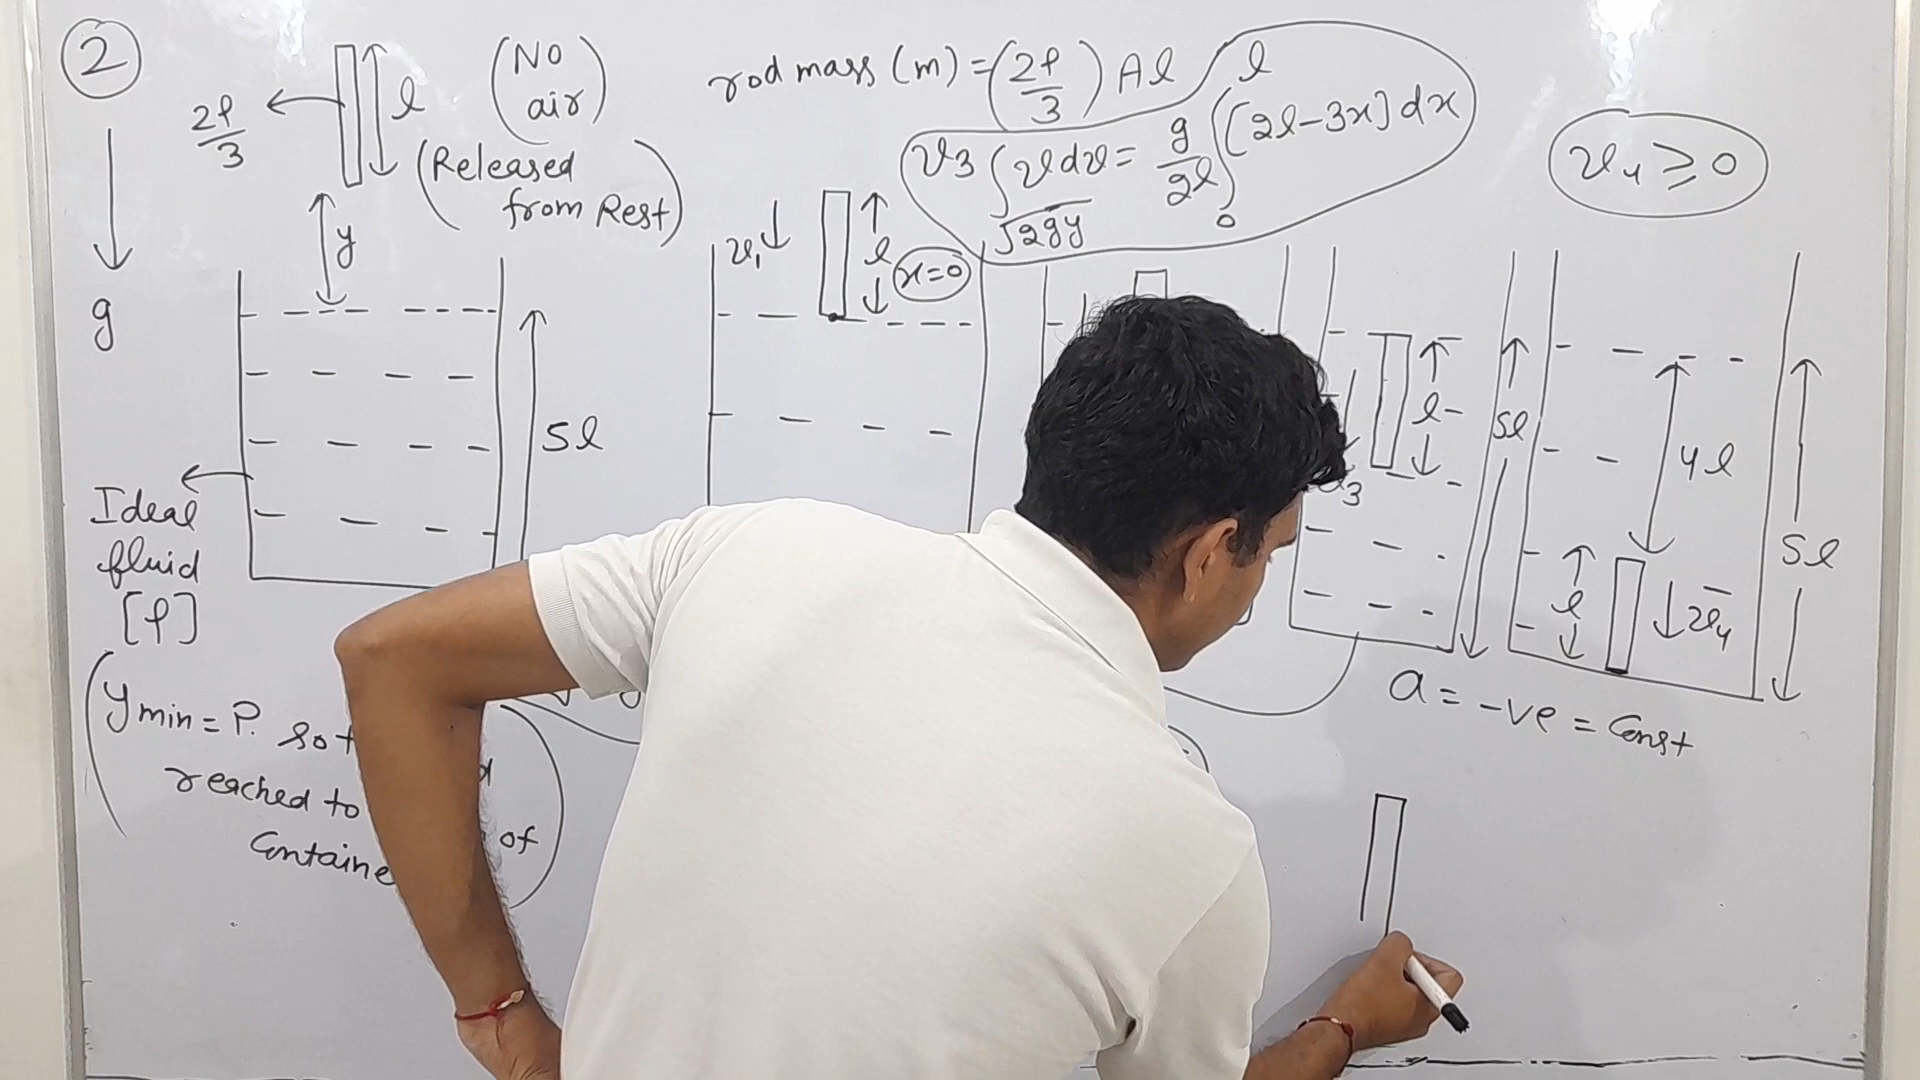 2
2ρ/3
l
(No air)
(Released from Rest)
y
g
5l
Ideal fluid [ρ]
ymin = ?. so t
reached to of
Containe
rod mass (m) = (2ρ/3) Al
v3 ∫ v dv = g/2l ∫ [2l-3x] dx
√2gy
l
0
v1
l
x=0
v3
l
5l
a = -ve = Const
v4 ≥ 0
4l
l
v4
5l